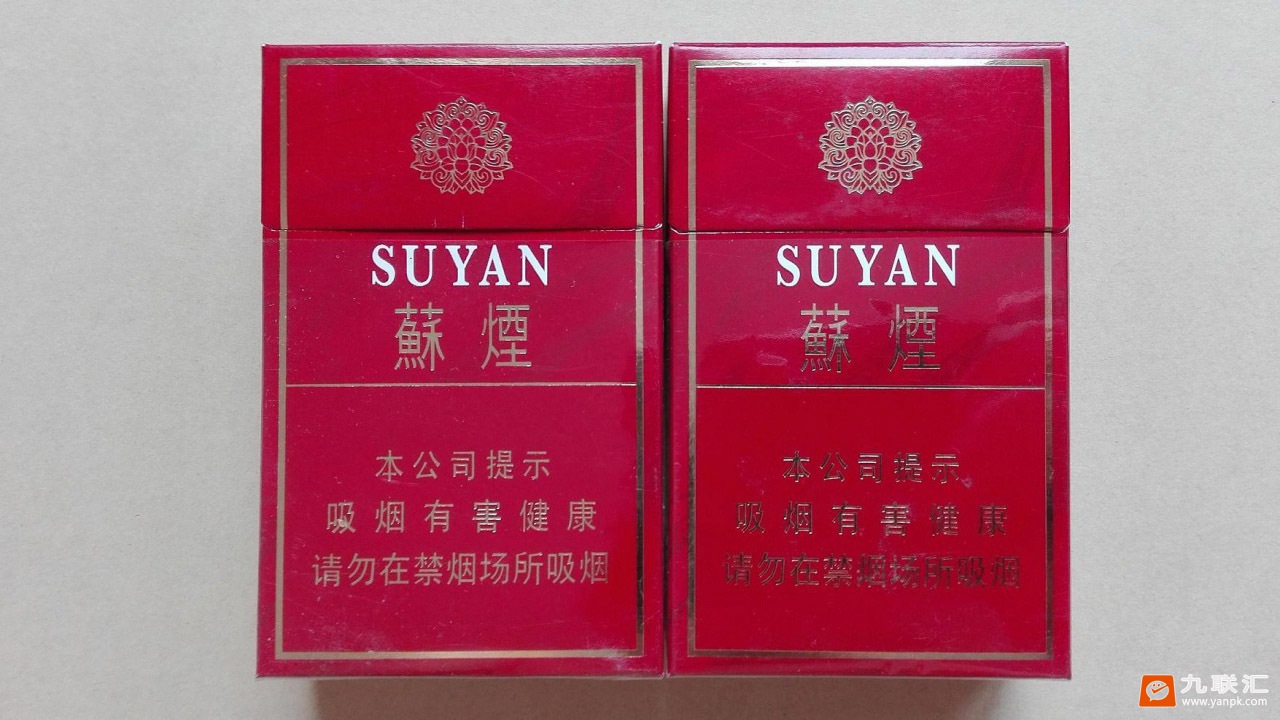 SUYAN
蘇煙
本公司提示
吸烟有害健康
请勿在禁烟场所吸烟
SUYAN
蘇煙
本公司提示
吸烟有害健康
请勿在禁烟场所吸烟
九联汇
www.yanpk.com